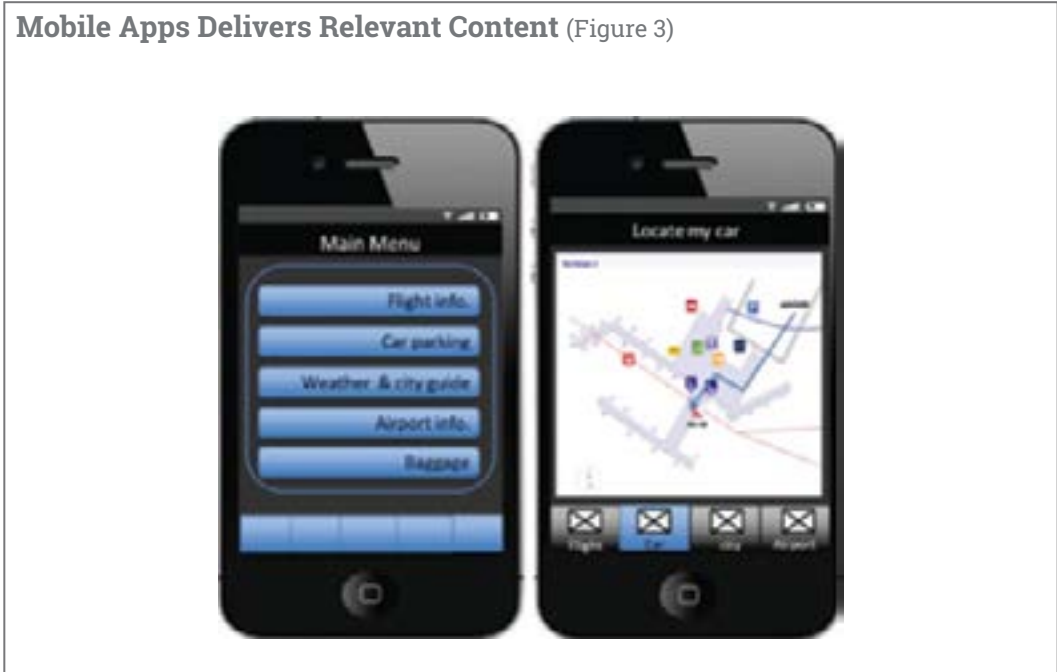 Mobile Apps Delivers Relevant Content (Figure 3)
Main Menu
Flight info.
Car parking
Weather & city guide
Airport info.
Baggage
Locate my car
Flight
Car
City
Airport